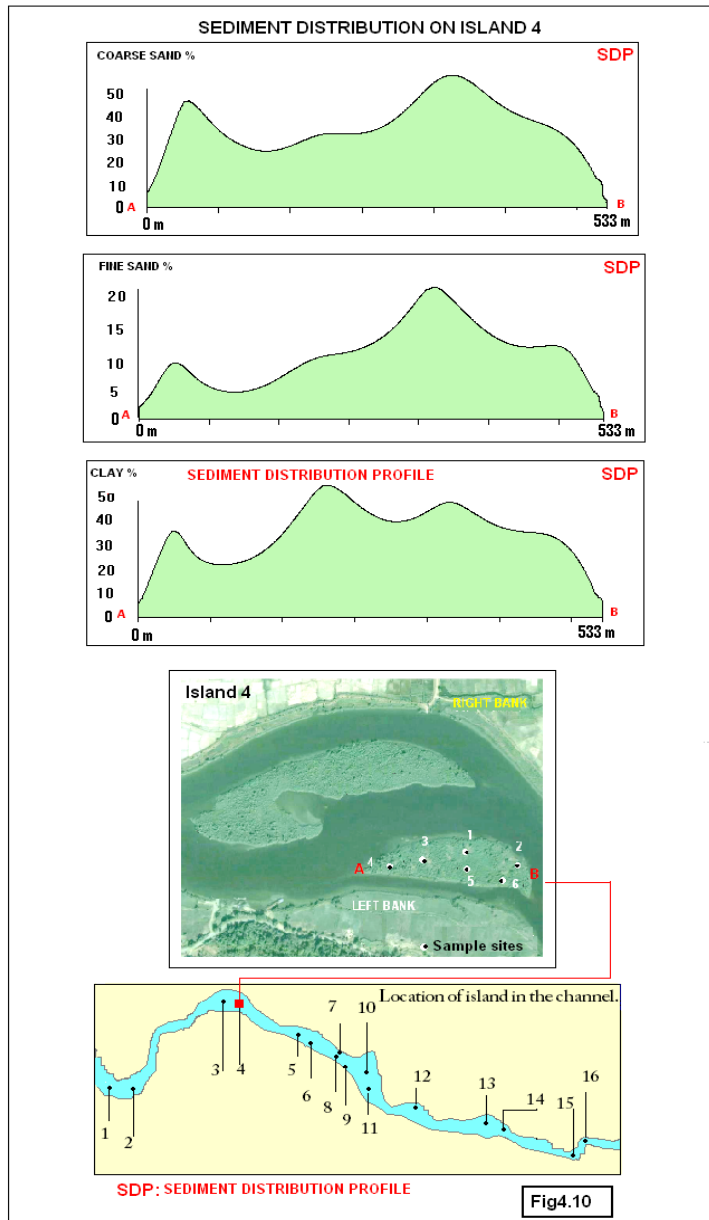 SEDIMENT DISTRIBUTION ON ISLAND 4
COARSE SAND %
SDP
50
40
30
20
10
0 A
B
0 m
533 m
FINE SAND %
SDP
20
15
10
5
0 A
B
0 m
533 m
CLAY %
SEDIMENT DISTRIBUTION PROFILE
SDP
50
40
30
20
10
0 A
B
0 m
533 m
Island 4
RIGHT BANK
1
3
2
A
4
B
5
6
LEFT BANK
Sample sites
Location of island in the channel.
7
10
3
4
5
6
8
9
11
12
13
14
15
16
1
2
SDP: SEDIMENT DISTRIBUTION PROFILE
Fig4.10